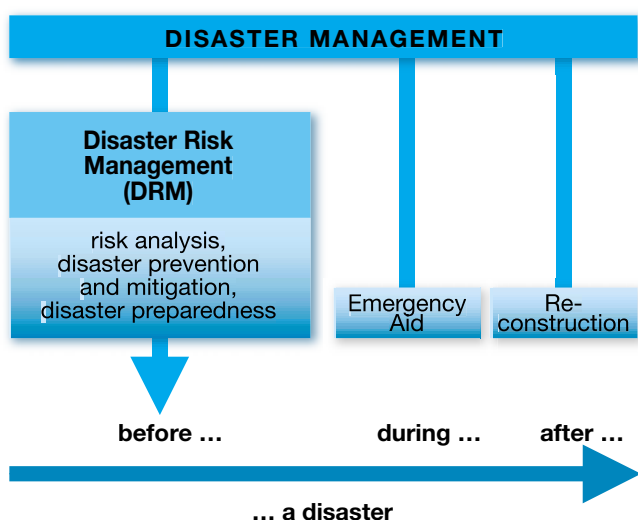 DISASTER MANAGEMENT
Disaster Risk
Management
(DRM)
risk analysis,
disaster prevention
and mitigation,
disaster preparedness
Emergency
Aid
Re-
construction
before ...
during ...
after ...
... a disaster